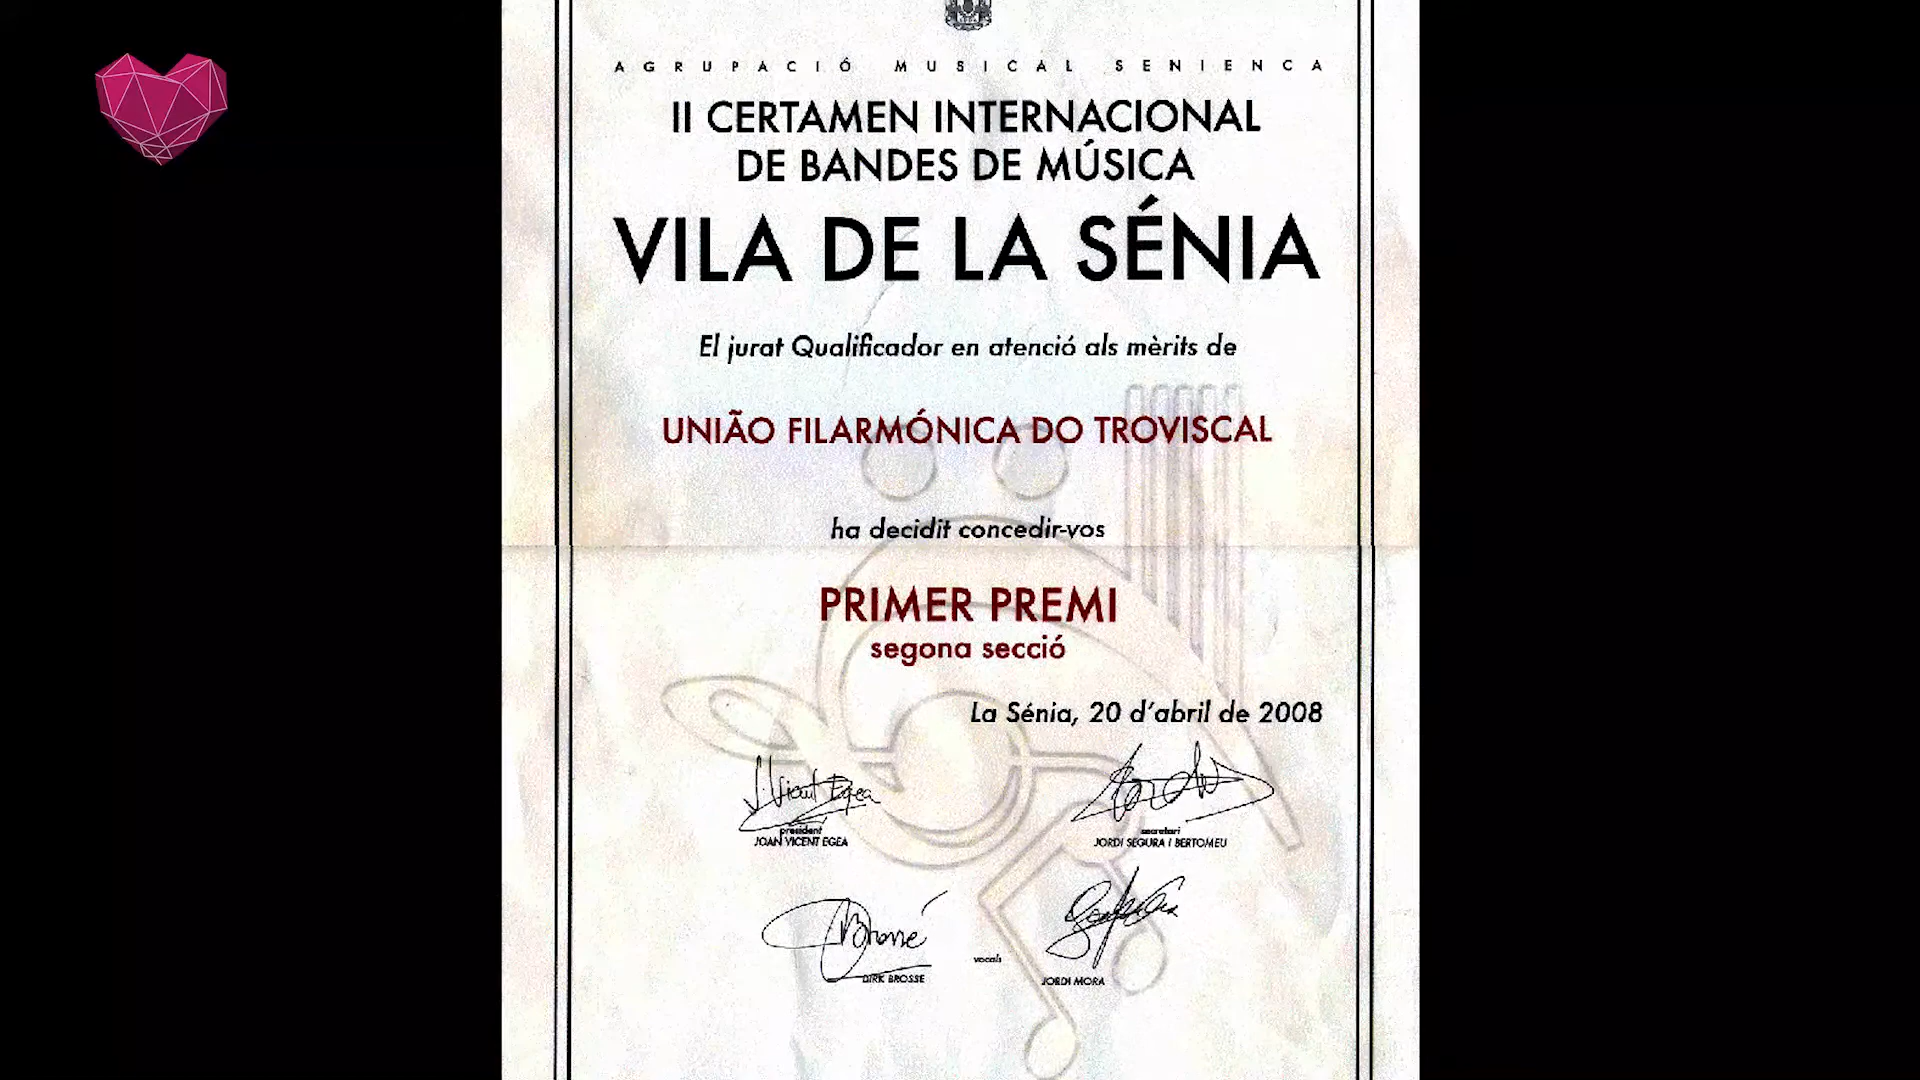 AGRUPACIÓ MUSICAL SENIENCA
II CERTAMEN INTERNACIONAL
DE BANDES DE MÚSICA
VILA DE LA SÉNIA
El jurat Qualificador en atenció als mèrits de
UNIÃO FILARMÓNICA DO TROVISCAL
ha decidit concedir-vos
PRIMER PREMI
segona secció
La Sénia, 20 d'abril de 2008
president
JOAN VICENT EGEA
secretari
JORDI SEGURA I BERTOMEU
vocals
DIRK BROSSE
JORDI MORA